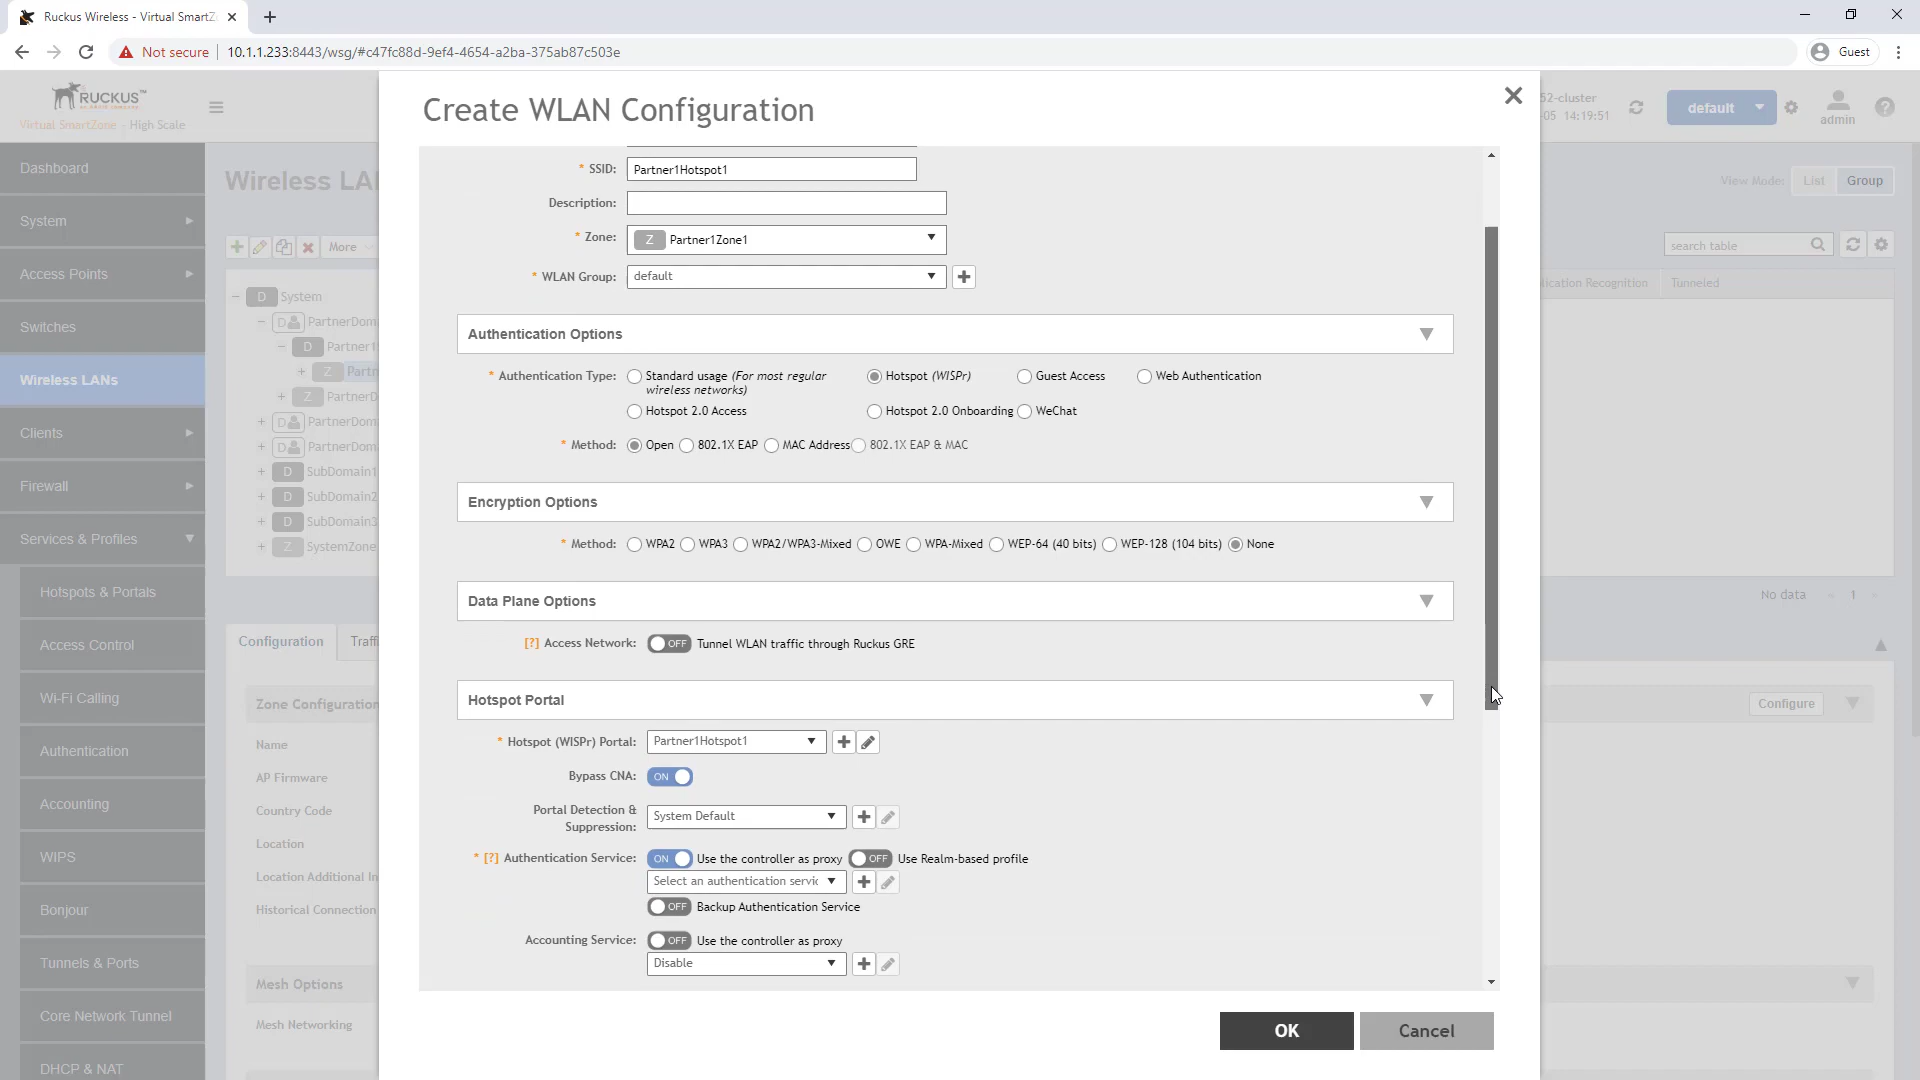 Ruckus Wireless - Virtual SmartZ
Not secure
10.1.1.233:8443/wsg/#c47fc88d-9ef4-4654-a2ba-375ab87c503e
Guest
RUCKUS
Virtual SmartZone - High Scale
Create WLAN Configuration
52-cluster
05 14:19:51
default
admin
Dashboard
System
Access Points
Switches
Wireless LANs
Clients
Firewall
Services & Profiles
Hotspots & Portals
Access Control
Wi-Fi Calling
Authentication
Accounting
WIPS
Bonjour
Tunnels & Ports
Core Network Tunnel
DHCP & NAT
Wireless LA
View Mode: List Group
More
search table
D System
D PartnerDom
D Partner1
Z Partn
Z PartnerD
D PartnerDom
D PartnerDom
D SubDomain1
D SubDomain2
D SubDomain3
Z SystemZone
lication Recognition
Tunneled
No data
1
Configuration
Traffi
Zone Configuration
Configure
Name
AP Firmware
Country Code
Location
Location Additional In
Historical Connection
Mesh Options
Mesh Networking
* SSID: Partner1Hotspot1
Description:
* Zone: Z Partner1Zone1
* WLAN Group: default
Authentication Options
* Authentication Type: Standard usage (For most regular wireless networks) Hotspot (WISPr) Guest Access Web Authentication
Hotspot 2.0 Access Hotspot 2.0 Onboarding WeChat
* Method: Open 802.1X EAP MAC Address 802.1X EAP & MAC
Encryption Options
* Method: WPA2 WPA3 WPA2/WPA3-Mixed OWE WPA-Mixed WEP-64 (40 bits) WEP-128 (104 bits) None
Data Plane Options
[?] Access Network: OFF Tunnel WLAN traffic through Ruckus GRE
Hotspot Portal
* Hotspot (WISPr) Portal: Partner1Hotspot1
Bypass CNA: ON
Portal Detection & Suppression: System Default
* [?] Authentication Service: ON Use the controller as proxy OFF Use Realm-based profile
Select an authentication servic
OFF Backup Authentication Service
Accounting Service: OFF Use the controller as proxy
Disable
OK
Cancel